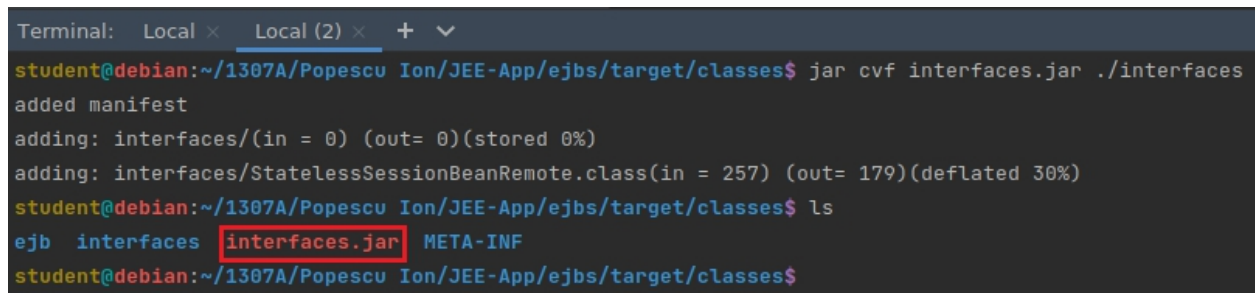 Terminal: Local × Local (2) × +
student@debian:~/1307A/Popescu Ion/JEE-App/ejbs/target/classes$ jar cvf interfaces.jar ./interfaces
added manifest
adding: interfaces/(in = 0) (out= 0)(stored 0%)
adding: interfaces/StatelessSessionBeanRemote.class(in = 257) (out= 179)(deflated 30%)
student@debian:~/1307A/Popescu Ion/JEE-App/ejbs/target/classes$ ls
ejb interfaces interfaces.jar META-INF
student@debian:~/1307A/Popescu Ion/JEE-App/ejbs/target/classes$